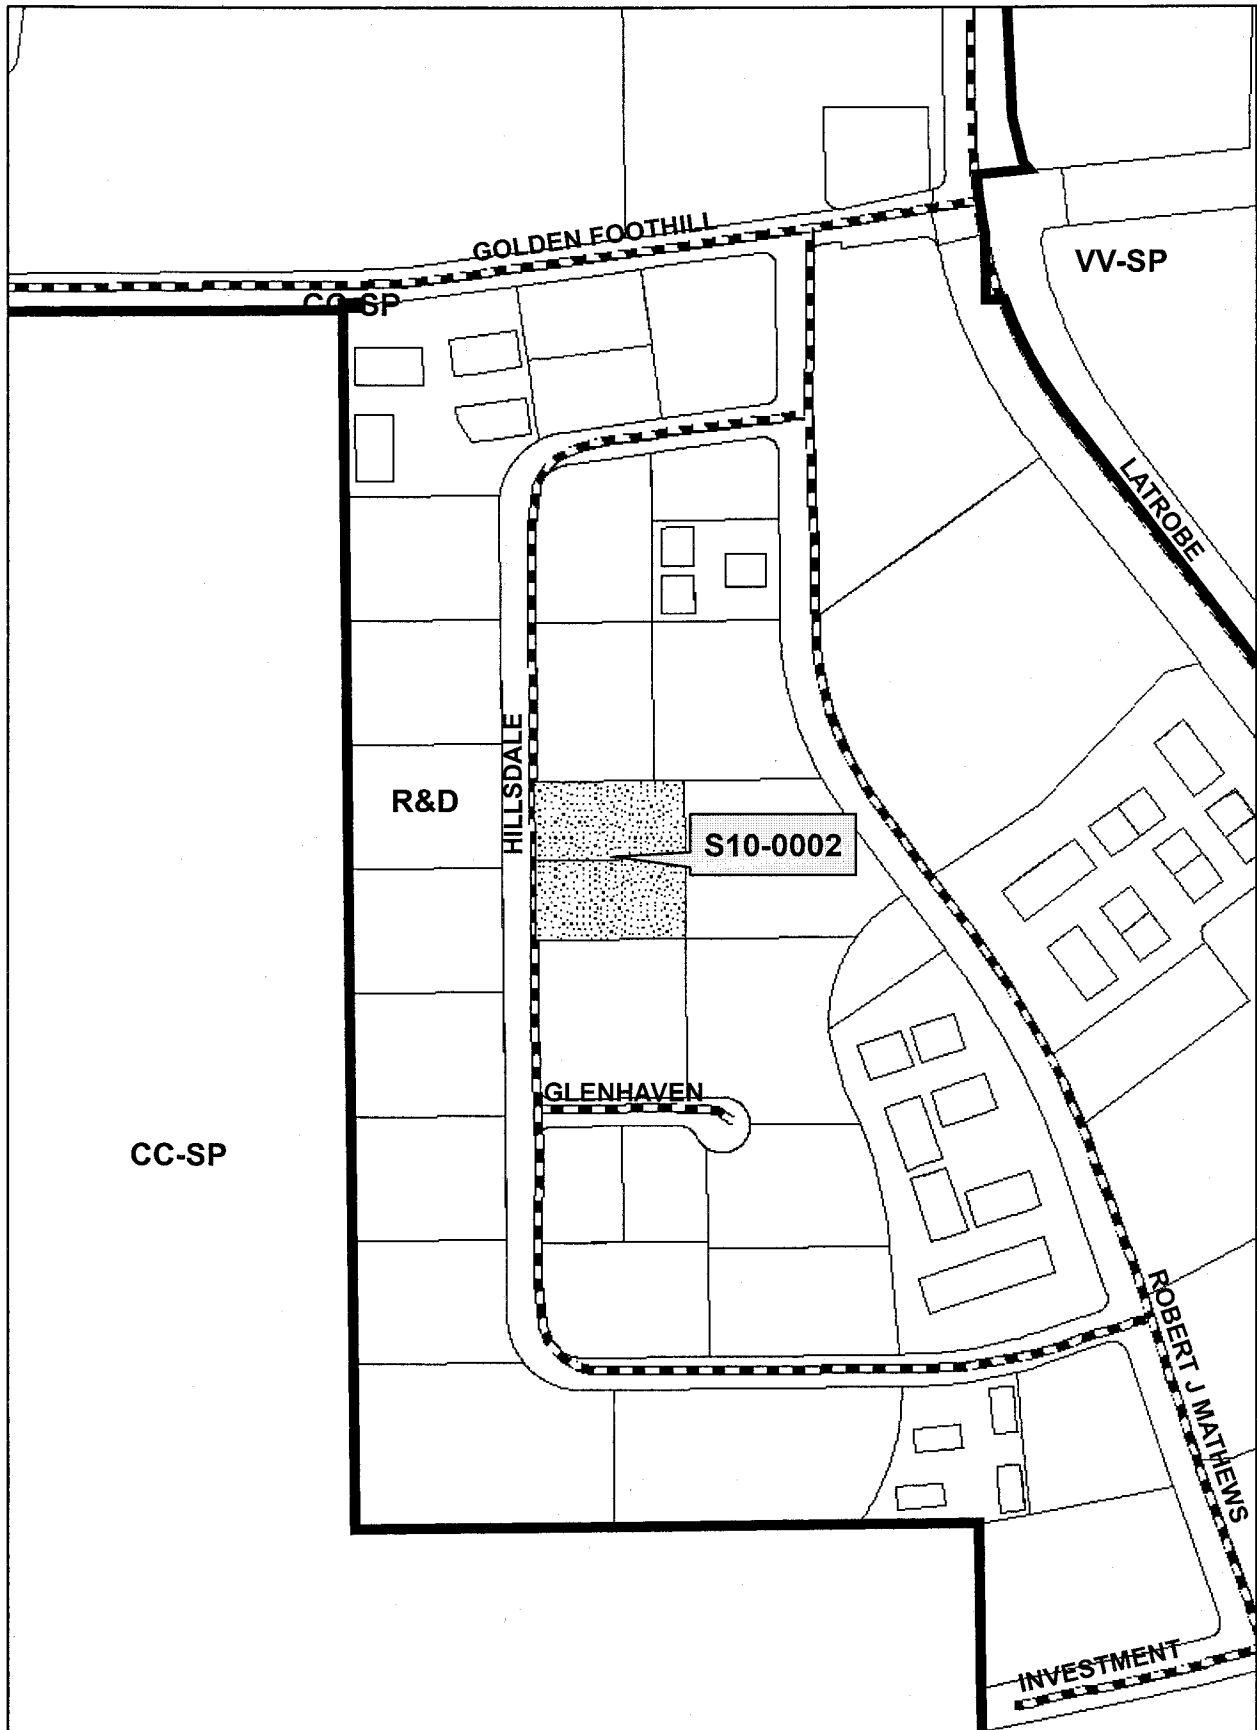 GOLDEN FOOTHILL
VV-SP
CC-SP
LATROBE
HILLSDALE
R&D
S10-0002
GLENHAVEN
CC-SP
ROBERT J MATHEWS
INVESTMENT